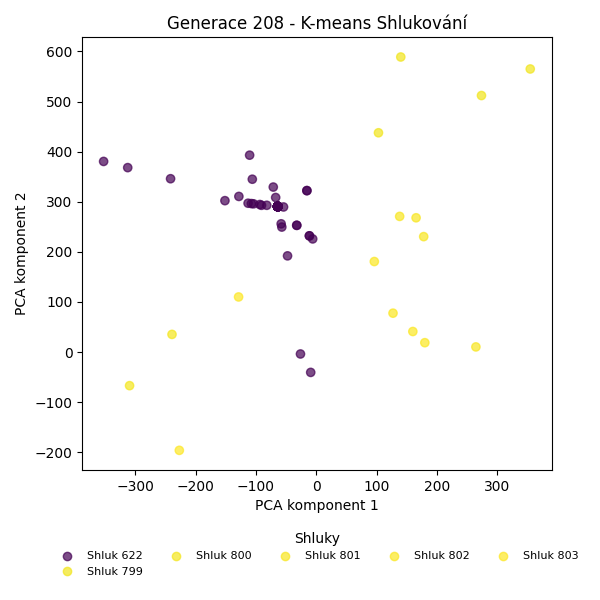 Generace 208 - K-means Shlukování
PCA komponent 2
600
500
400
300
200
100
0
−100
−200
−300 −200 −100 0 100 200 300
PCA komponent 1
Shluky
Shluk 622 Shluk 800 Shluk 801 Shluk 802 Shluk 803
Shluk 799